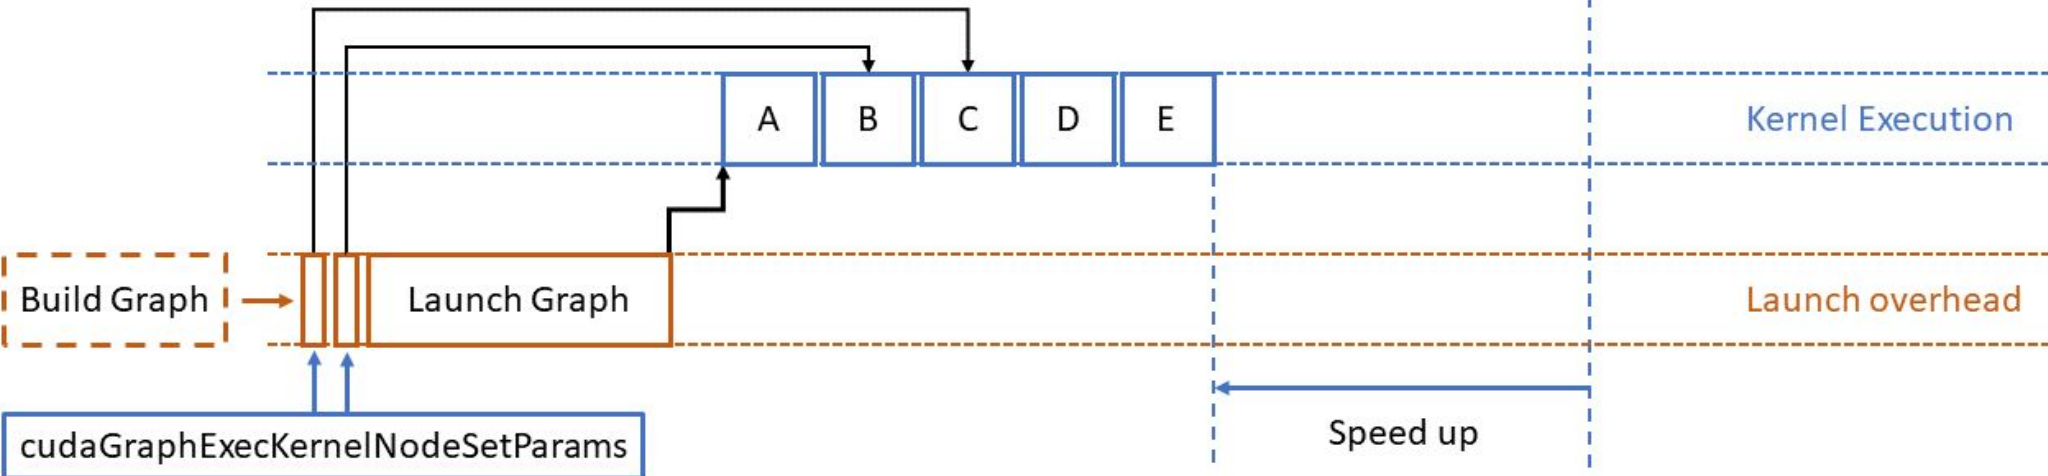 A
B
C
D
E
Kernel Execution
Build Graph
Launch Graph
Launch overhead
cudaGraphExecKernelNodeSetParams
Speed up